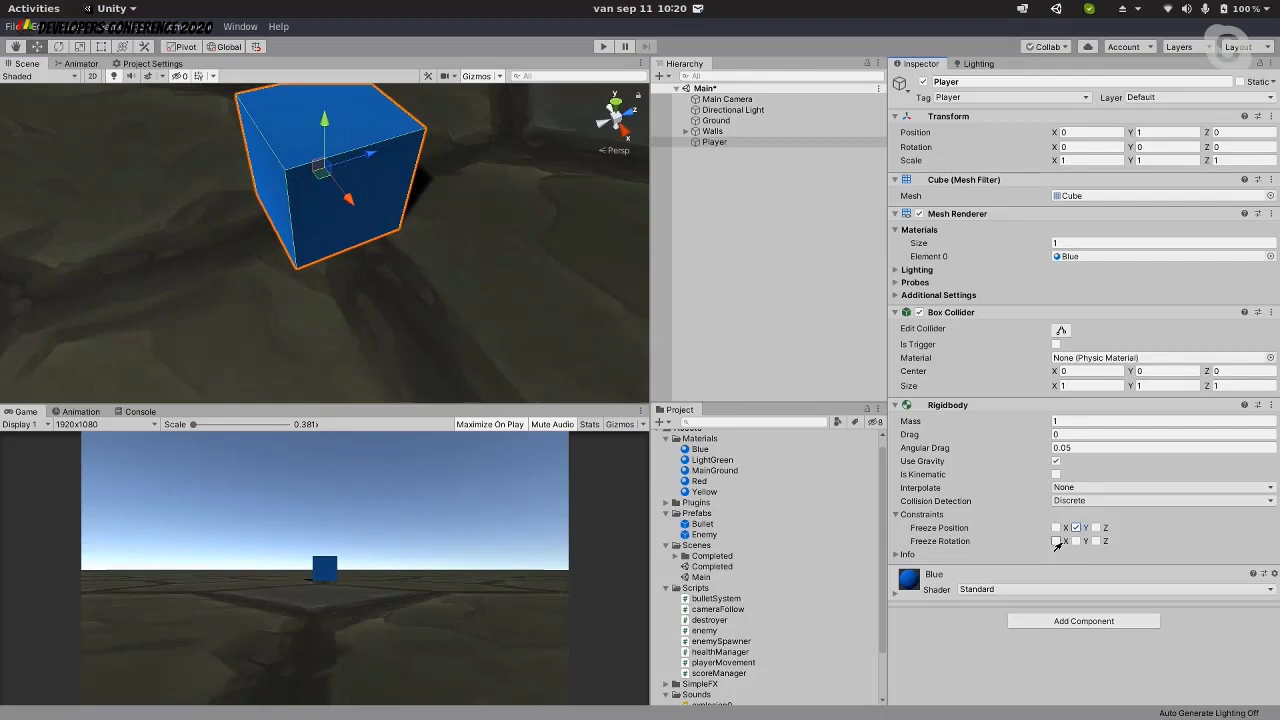 Activities
Unity
van sep 11 10:20
100 %
DEVELOPERS CONFERENCE 2020
Window
Help
Pivot
Global
Collab
Account
Layers
Layout
Scene
Animator
Project Settings
Shaded
2D
0
Gizmos
All
y
z
x
Persp
Hierarchy
All
Main*
Main Camera
Directional Light
Ground
Walls
Player
Inspector
Lighting
Player
Static
Tag
Player
Layer
Default
Transform
Position X 0 Y 1 Z 0
Rotation X 0 Y 0 Z 0
Scale X 1 Y 1 Z 1
Cube (Mesh Filter)
Mesh
Cube
Mesh Renderer
Materials
Size
1
Element 0
Blue
Lighting
Probes
Additional Settings
Box Collider
Edit Collider
Is Trigger
Material
None (Physic Material)
Center X 0 Y 0 Z 0
Size X 1 Y 1 Z 1
Rigidbody
Mass
1
Drag
0
Angular Drag
0.05
Use Gravity
Is Kinematic
Interpolate
None
Collision Detection
Discrete
Constraints
Freeze Position X Y Z
Freeze Rotation X Y Z
Info
Blue
Shader
Standard
Add Component
Game
Animation
Console
Display 1
1920x1080
Scale
0.381x
Maximize On Play
Mute Audio
Stats
Gizmos
Project
8
Materials
Blue
LightGreen
MainGround
Red
Yellow
Plugins
Prefabs
Bullet
Enemy
Scenes
Completed
Completed
Main
Scripts
bulletSystem
cameraFollow
destroyer
enemy
enemySpawner
healthManager
playerMovement
scoreManager
SimpleFX
Sounds
Auto Generate Lighting Off